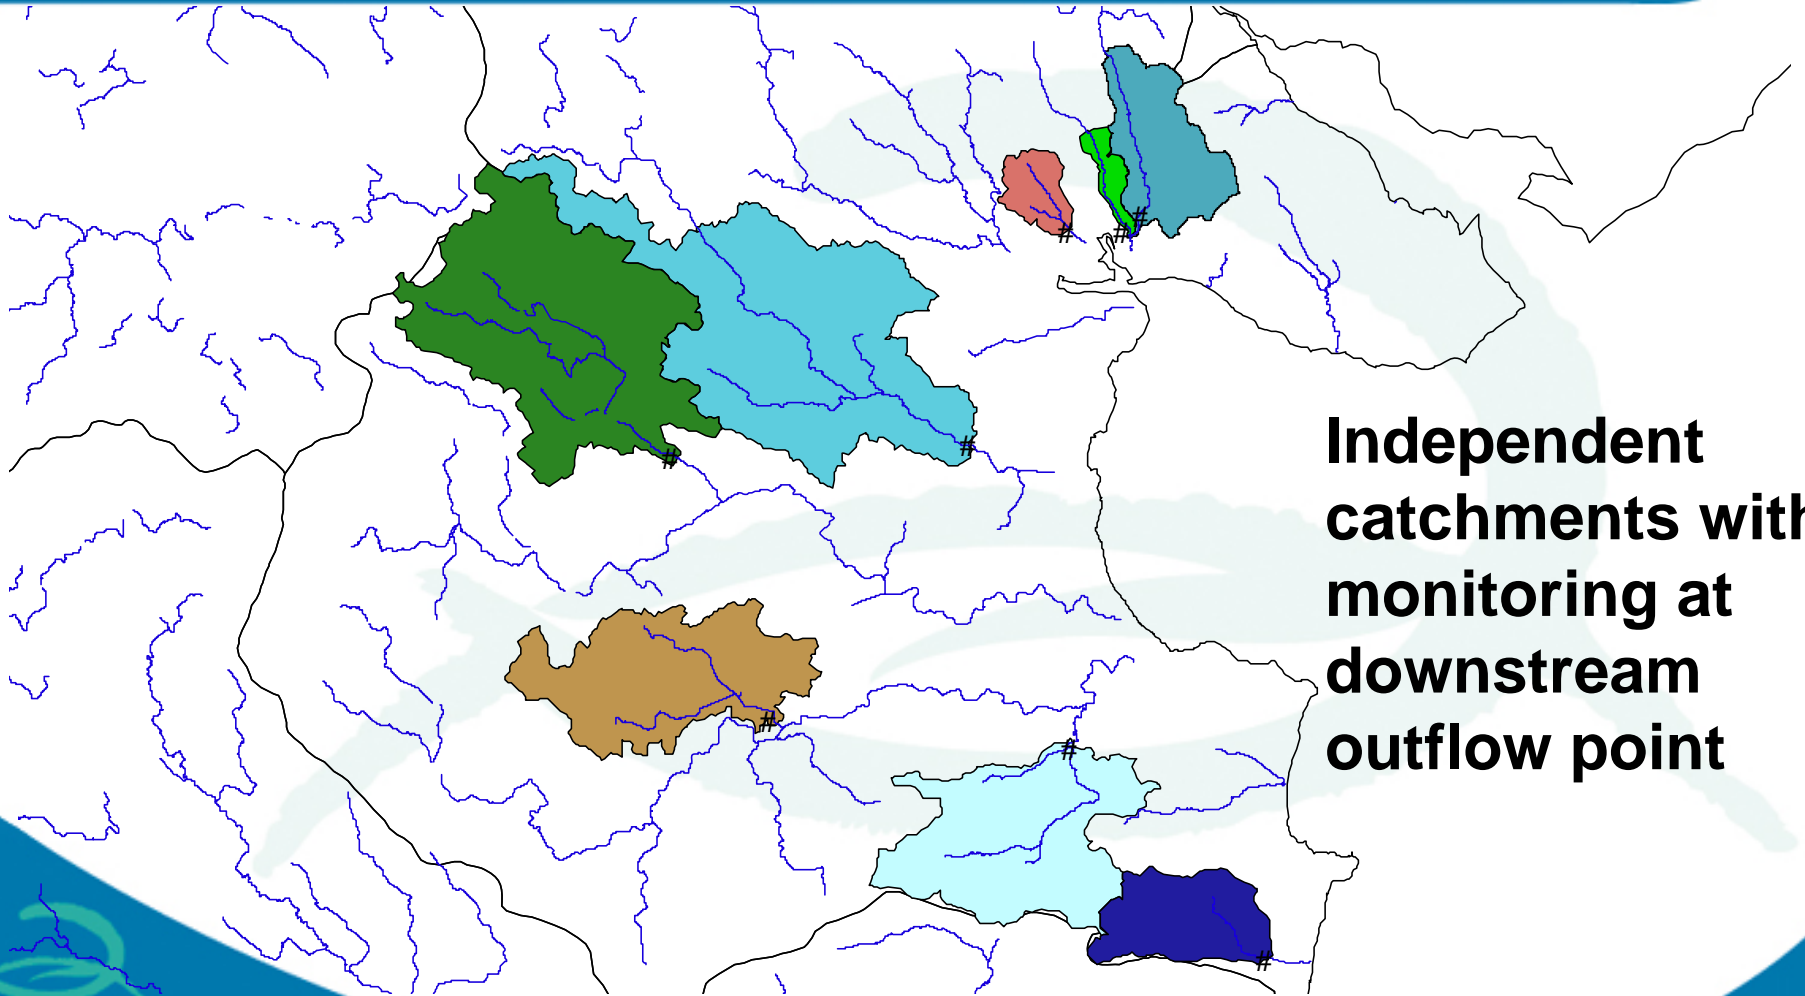 #
#
#
#
#
#
#
#
Independent
catchments with
monitoring at
downstream
outflow point